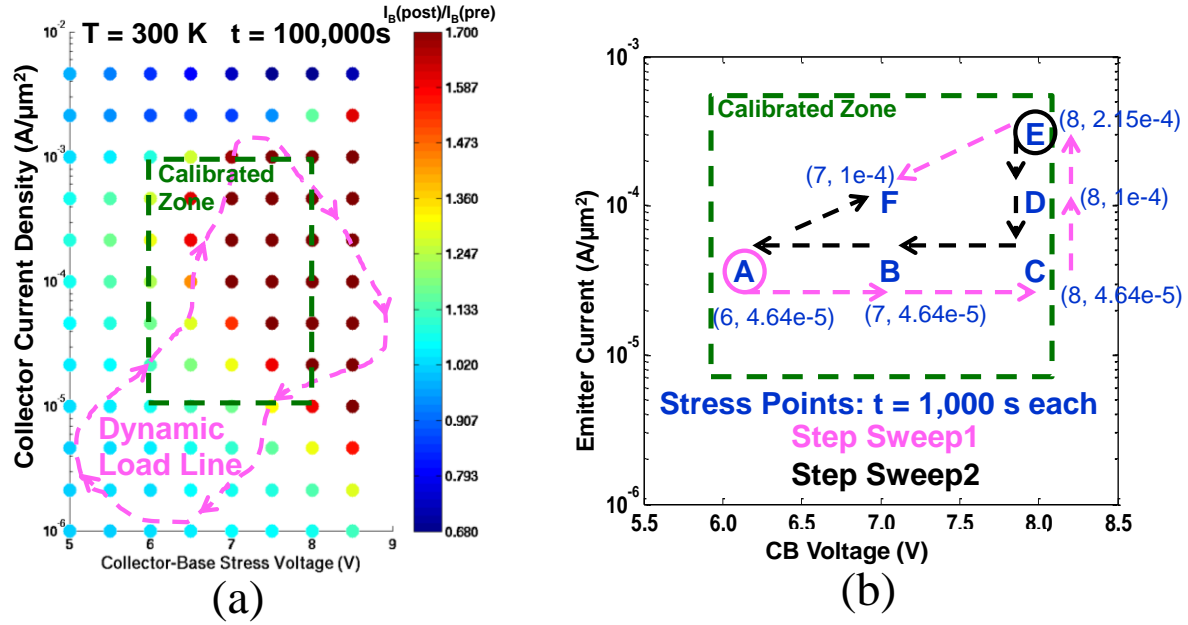 I_B(post)/I_B(pre)
T = 300 K t = 100,000s
Collector Current Density (A/µm²)
10⁻²
10⁻³
10⁻⁴
10⁻⁵
10⁻⁶
Calibrated
Zone
Dynamic
Load Line
5
6
7
8
9
Collector-Base Stress Voltage (V)
1.700
1.587
1.473
1.360
1.247
1.133
1.020
0.907
0.793
0.680
(a)
Emitter Current (A/µm²)
10⁻³
10⁻⁴
10⁻⁵
10⁻⁶
Calibrated Zone
E
(8, 2.15e-4)
(7, 1e-4)
F
D
(8, 1e-4)
A
B
C
(6, 4.64e-5)
(7, 4.64e-5)
(8, 4.64e-5)
Stress Points: t = 1,000 s each
Step Sweep1
Step Sweep2
5.5
6.0
6.5
7.0
7.5
8.0
8.5
CB Voltage (V)
(b)